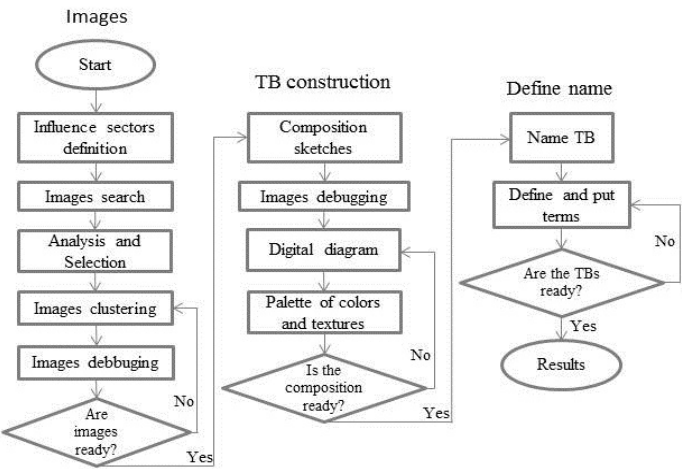 Images
Start
Influence sectors
definition
Images search
Analysis and
Selection
Images clustering
Images debbuging
Are
images
ready?
No
Yes
TB construction
Composition
sketches
Images debugging
Digital diagram
Palette of colors
and textures
Is the
composition
ready?
No
Yes
Define name
Name TB
Define and put
terms
Are the TBs
ready?
No
Yes
Results